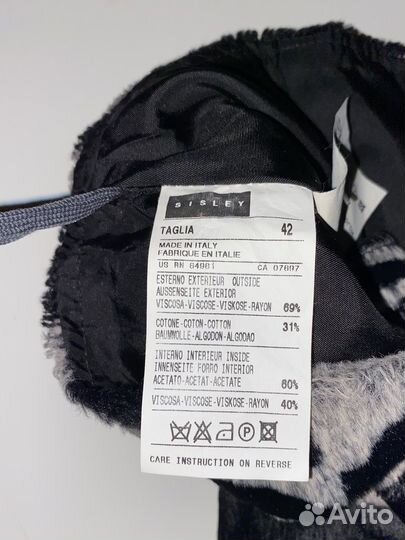 SISLEY
TAGLIA 42
MADE IN ITALY
FABRIQUE EN ITALIE
US RN 84961 CA 07697
ESTERNO EXTERIEUR OUTSIDE
AUSSENSEITE EXTERIOR
VISCOSA-VISCOSE-VISKOSE-RAYON 69%
COTONE-COTON-COTTON 31%
BAUMWOLLE-ALGODON-ALGODAO
INTERNO INTERIEUR INSIDE
INNENSEITE FORRO INTERIOR
ACETATO-ACETAT-ACETATE 60%
VISCOSA-VISCOSE-VISKOSE-RAYON 40%
CARE INSTRUCTION ON REVERSE
Avito